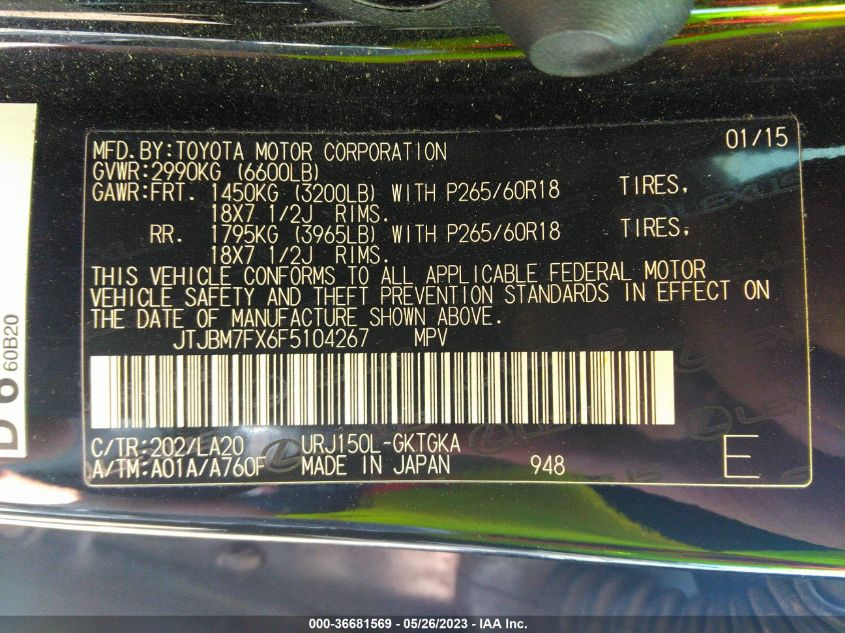 MFD.BY:TOYOTA MOTOR CORPORATION 01/15
GVWR:2990KG (6600LB)
GAWR:FRT. 1450KG (3200LB) WITH P265/60R18 TIRES,
18X7 1/2J RIMS.
RR. 1795KG (3965LB) WITH P265/60R18 TIRES,
18X7 1/2J RIMS.
THIS VEHICLE CONFORMS TO ALL APPLICABLE FEDERAL MOTOR
VEHICLE SAFETY AND THEFT PREVENTION STANDARDS IN EFFECT ON
THE DATE OF MANUFACTURE SHOWN ABOVE.
JTJBM7FX6F5104267 MPV
C/TR:202/LA20 URJ150L-GKTGKA
A/TM:A01A/A760F MADE IN JAPAN 948 E
60B20
LEXUS
000-36681569 - 05/26/2023 - IAA Inc.